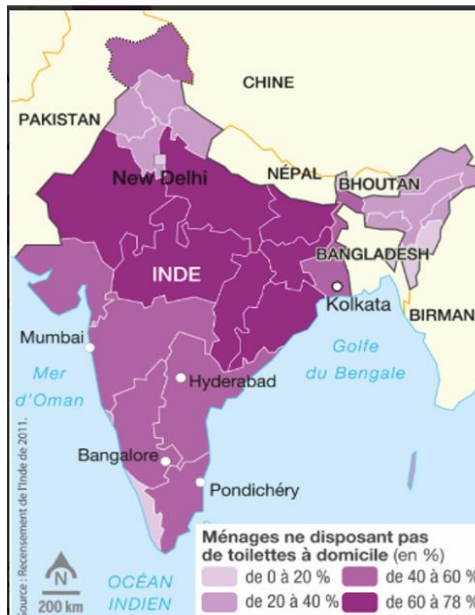 CHINE
PAKISTAN
New Delhi
NÉPAL
BHOUTAN
BANGLADESH
INDE
Kolkata
BIRMAN
Mumbai
Golfe
du Bengale
Mer
d'Oman
Hyderabad
Bangalore
Pondichéry
Source : Recensement de l'Inde de 2011.
N
200 km
OCÉAN
INDIEN
Ménages ne disposant pas
de toilettes à domicile (en %)
de 0 à 20 %
de 40 à 60 %
de 20 à 40 %
de 60 à 78 %